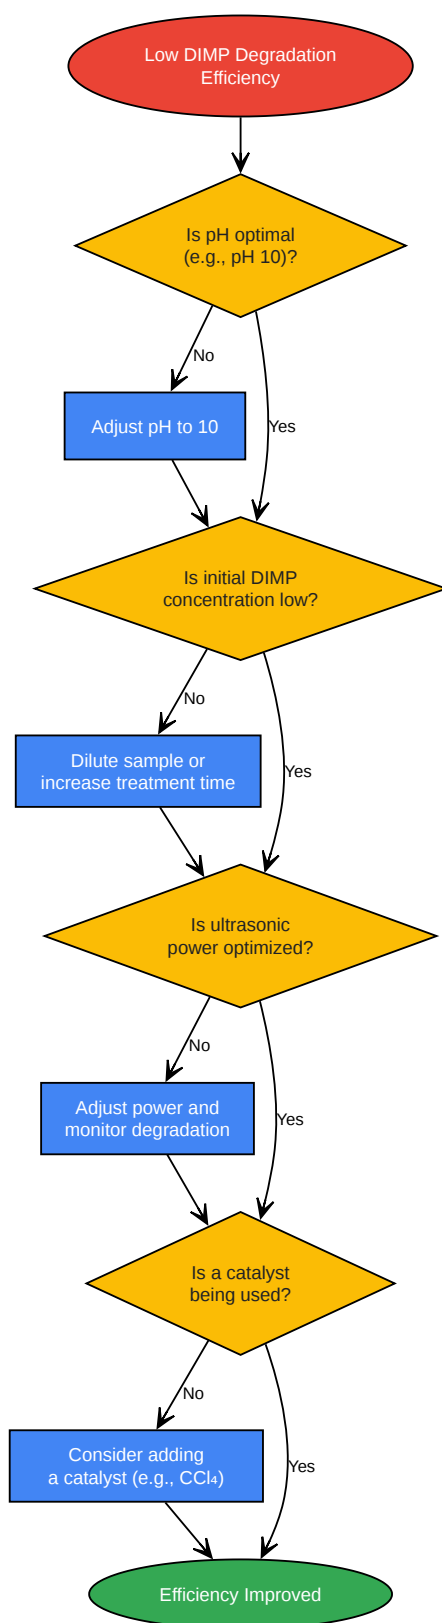 Low DIMP Degradation
Efficiency
Is pH optimal
(e.g., pH 10)?
No
Adjust pH to 10
Yes
Is initial DIMP
concentration low?
No
Dilute sample or
increase treatment time
Yes
Is ultrasonic
power optimized?
No
Adjust power and
monitor degradation
Yes
Is a catalyst
being used?
No
Consider adding
a catalyst (e.g., CCl₄)
Yes
Efficiency Improved